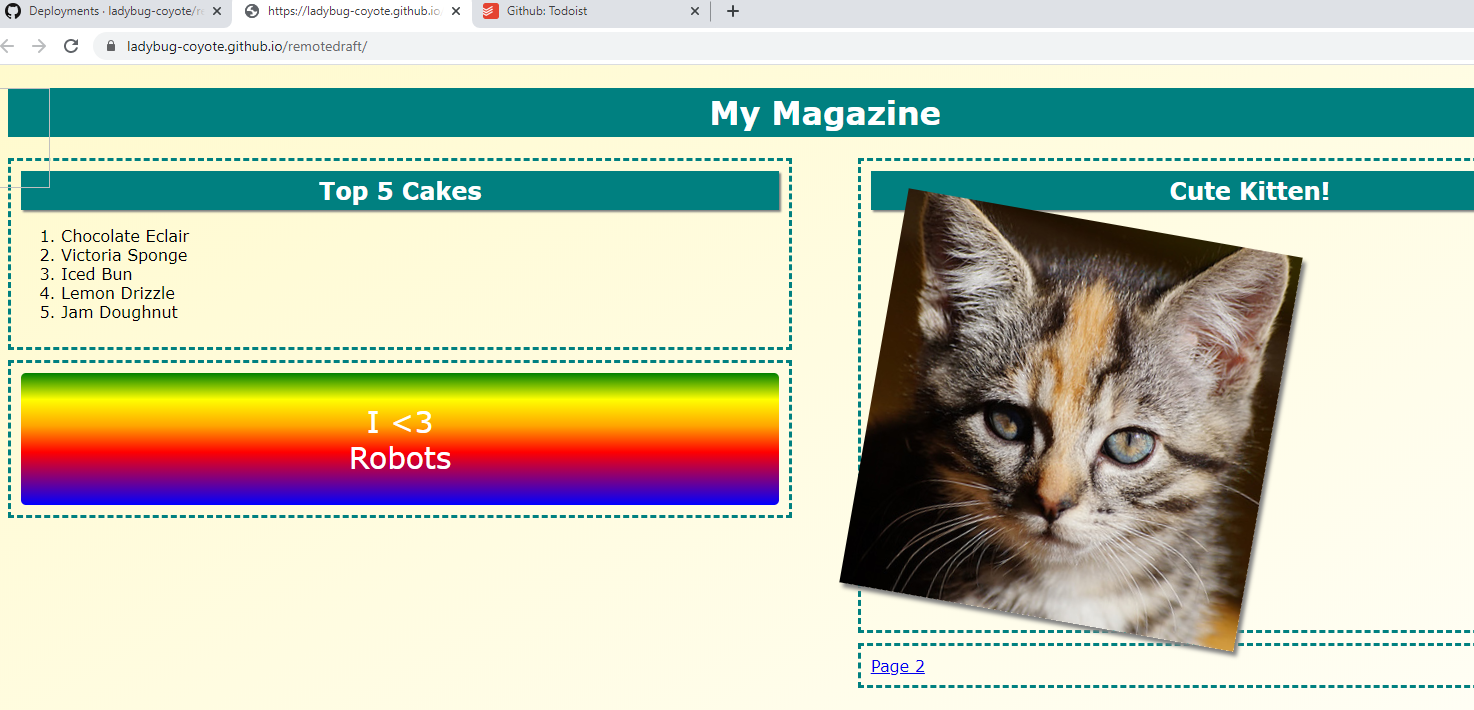 Deployments · ladybug-coyote/r
https://ladybug-coyote.github.io
Github: Todoist
ladybug-coyote.github.io/remotedraft/
My Magazine
Top 5 Cakes
1. Chocolate Eclair
2. Victoria Sponge
3. Iced Bun
4. Lemon Drizzle
5. Jam Doughnut
I <3
Robots
Cute Kitten!
Page 2